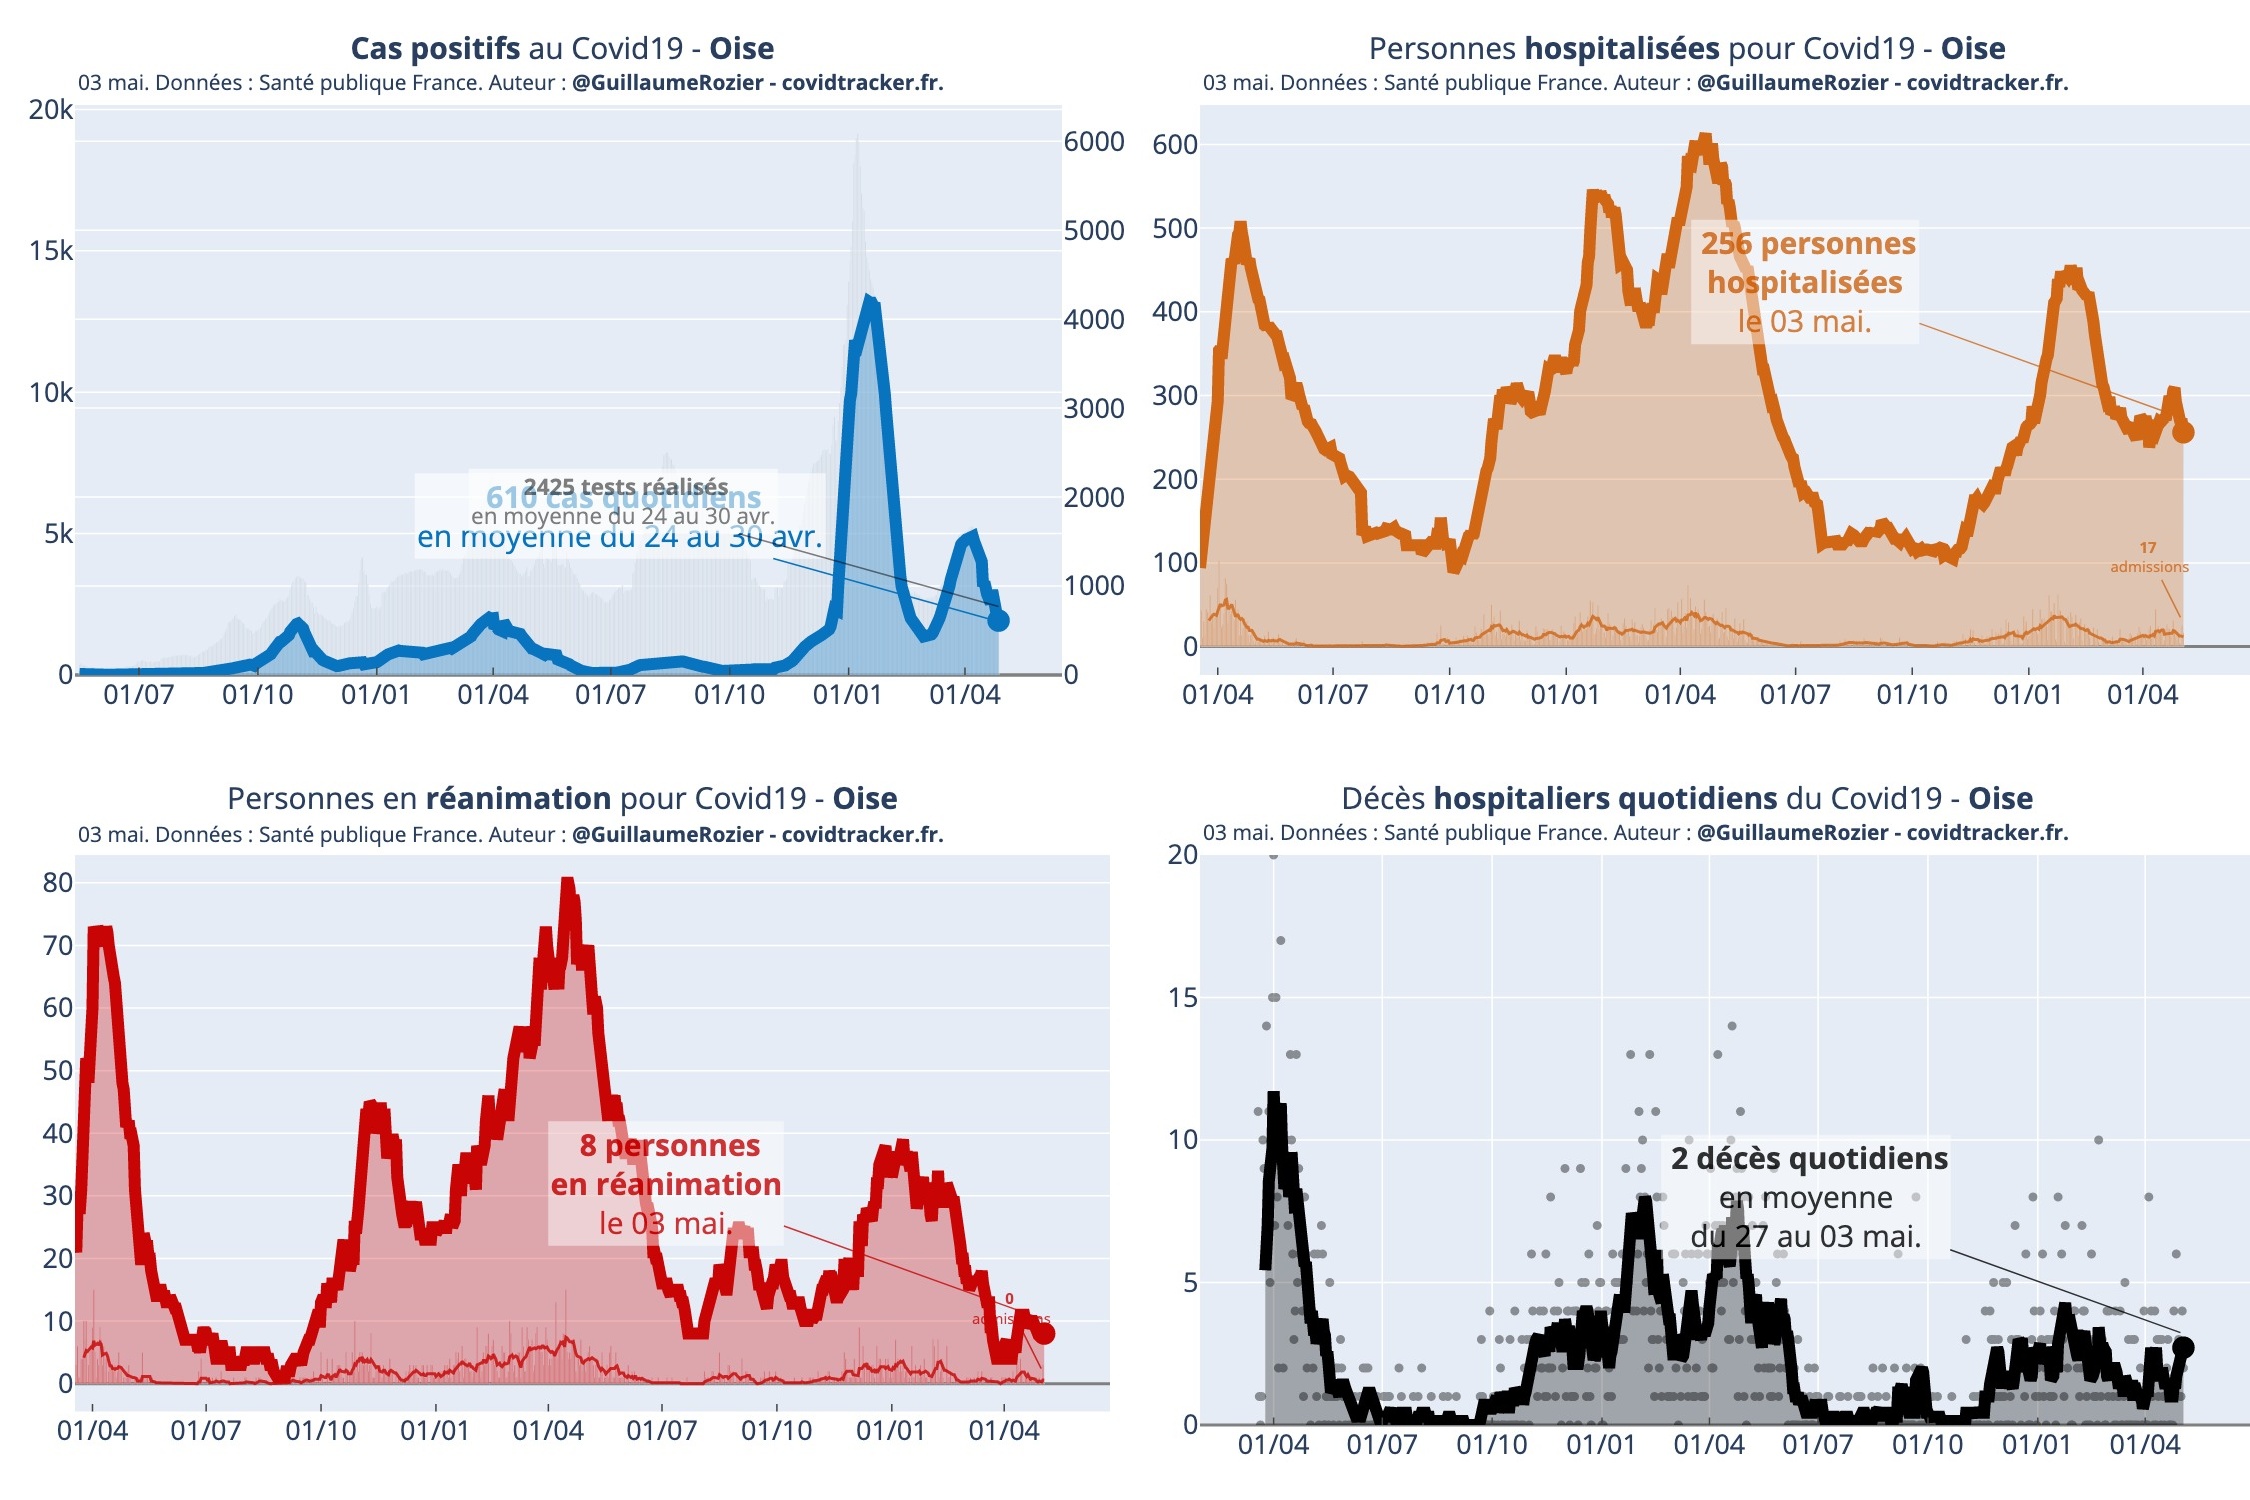 Cas positifs au Covid19 - Oise
03 mai. Données : Santé publique France. Auteur : @GuillaumeRozier - covidtracker.fr.
20k
15k
10k
5k
0
6000
5000
4000
3000
2000
1000
0
2425 tests réalisés
en moyenne du 24 au 30 avr.
610 cas quotidiens
en moyenne du 24 au 30 avr.
01/07 01/10 01/01 01/04 01/07 01/10 01/01 01/04
Personnes hospitalisées pour Covid19 - Oise
03 mai. Données : Santé publique France. Auteur : @GuillaumeRozier - covidtracker.fr.
600
500
400
300
200
100
0
256 personnes
hospitalisées
le 03 mai.
17
admissions
01/04 01/07 01/10 01/01 01/04 01/07 01/10 01/01 01/04
Personnes en réanimation pour Covid19 - Oise
03 mai. Données : Santé publique France. Auteur : @GuillaumeRozier - covidtracker.fr.
80
70
60
50
40
30
20
10
0
8 personnes
en réanimation
le 03 mai.
0
admissions
01/04 01/07 01/10 01/01 01/04 01/07 01/10 01/01 01/04
Décès hospitaliers quotidiens du Covid19 - Oise
03 mai. Données : Santé publique France. Auteur : @GuillaumeRozier - covidtracker.fr.
20
15
10
5
0
2 décès quotidiens
en moyenne
du 27 au 03 mai.
01/04 01/07 01/10 01/01 01/04 01/07 01/10 01/01 01/04